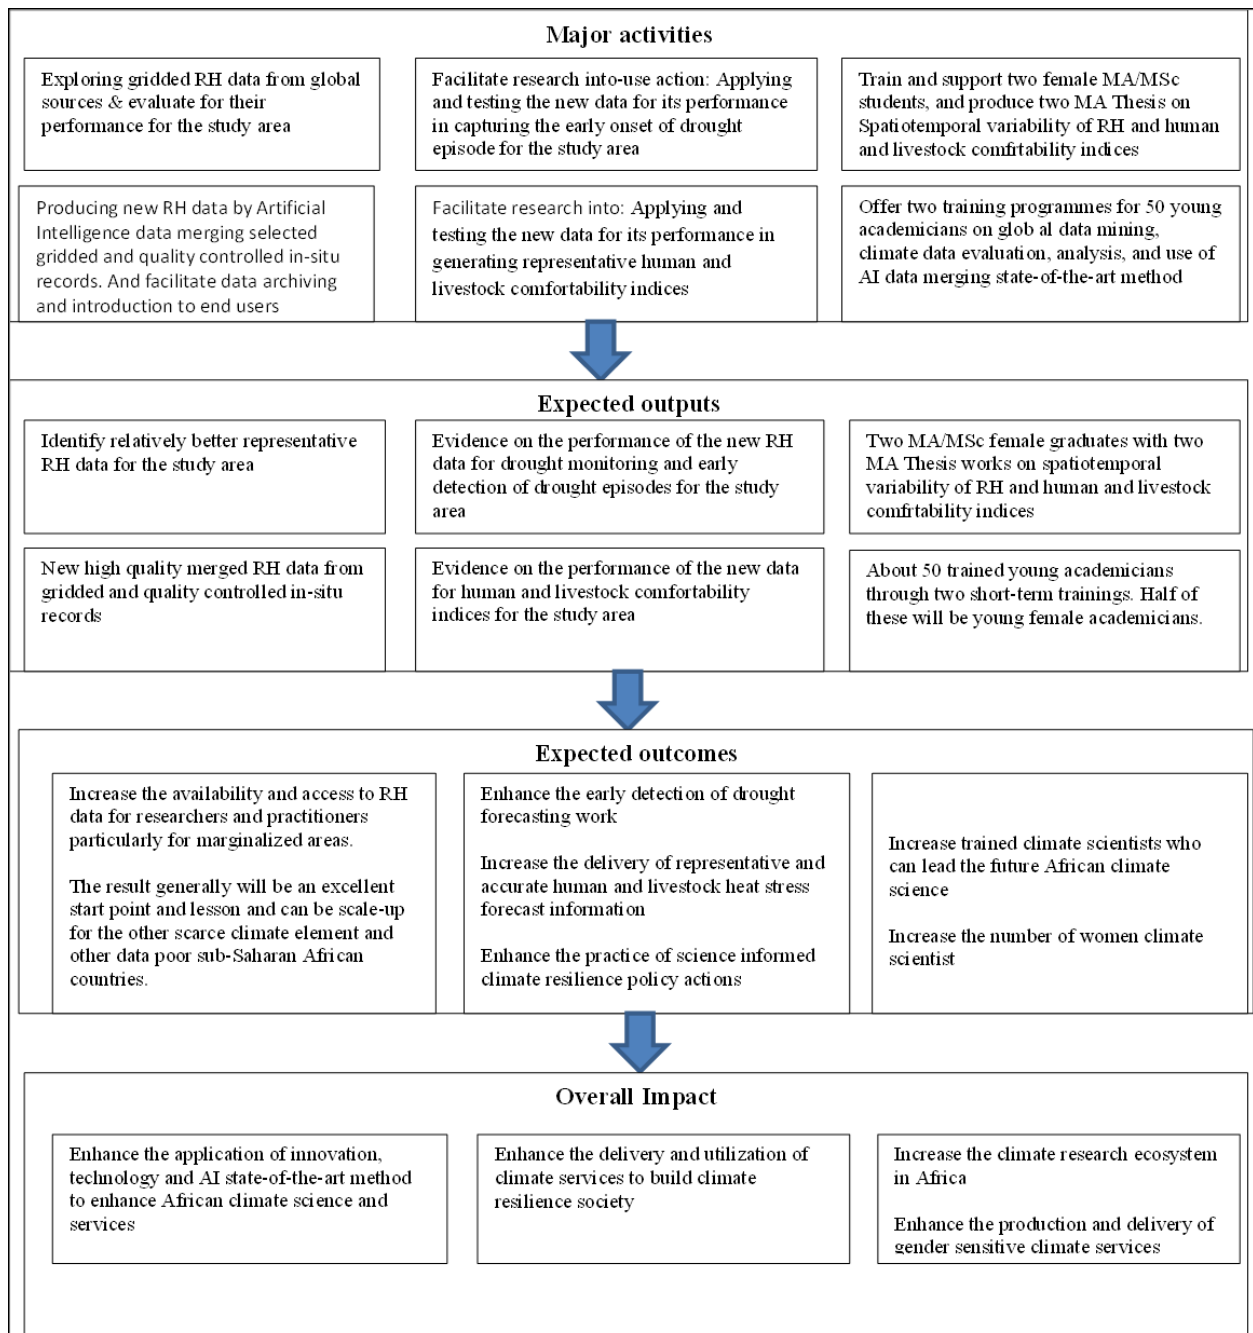 Major activities
Exploring gridded RH data from global
sources & evaluate for their
performance for the study area
Facilitate research into-use action: Applying
and testing the new data for its performance
in capturing the early onset of drought
episode for the study area
Train and support two female MA/MSc
students, and produce two MA Thesis on
Spatiotemporal variability of RH and human
and livestock comfrtability indices
Producing new RH data by Artificial
Intelligence data merging selected
gridded and quality controlled in-situ
records. And facilitate data archiving
and introduction to end users
Facilitate research into: Applying and
testing the new data for its performance in
generating representative human and
livestock comfortability indices
Offer two training programmes for 50 young
academicians on glob al data mining,
climate data evaluation, analysis, and use of
AI data merging state-of-the-art method
Expected outputs
Identify relatively better representative
RH data for the study area
Evidence on the performance of the new RH
data for drought monitoring and early
detection of drought episodes for the study
area
Two MA/MSc female graduates with two
MA Thesis works on spatiotemporal
variability of RH and human and livestock
comfrtability indices
New high quality merged RH data from
gridded and quality controlled in-situ
records
Evidence on the performance of the new data
for human and livestock comfortability
indices for the study area
About 50 trained young academicians
through two short-term trainings. Half of
these will be young female academicians.
Expected outcomes
Increase the availability and access to RH
data for researchers and practitioners
particularly for marginalized areas.
The result generally will be an excellent
start point and lesson and can be scale-up
for the other scarce climate element and
other data poor sub-Saharan African
countries.
Enhance the early detection of drought
forecasting work
Increase the delivery of representative and
accurate human and livestock heat stress
forecast information
Enhance the practice of science informed
climate resilience policy actions
Increase trained climate scientists who
can lead the future African climate
science
Increase the number of women climate
scientist
Overall Impact
Enhance the application of innovation,
technology and AI state-of-the-art method
to enhance African climate science and
services
Enhance the delivery and utilization of
climate services to build climate
resilience society
Increase the climate research ecosystem
in Africa
Enhance the production and delivery of
gender sensitive climate services